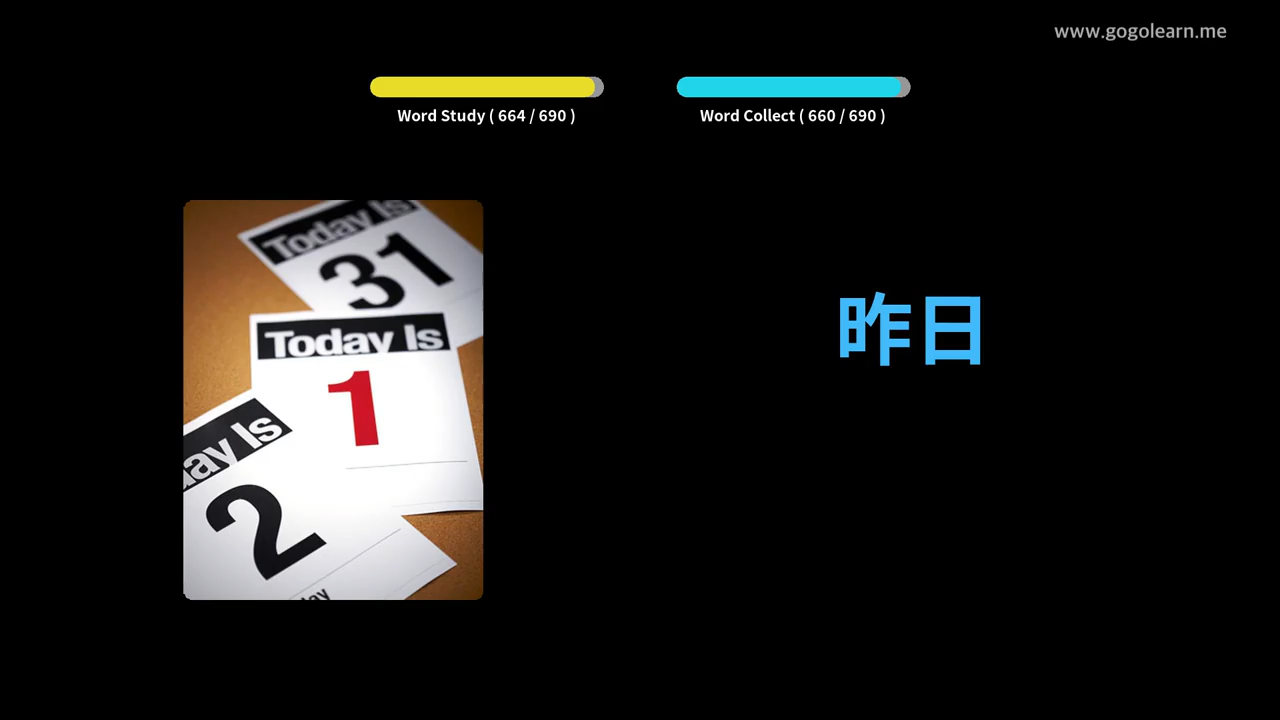 www.gogolearn.me
Word Study ( 664 / 690 )
Word Collect ( 660 / 690 )
Today Is
31
Today Is
1
ay Is
2
ay
昨日